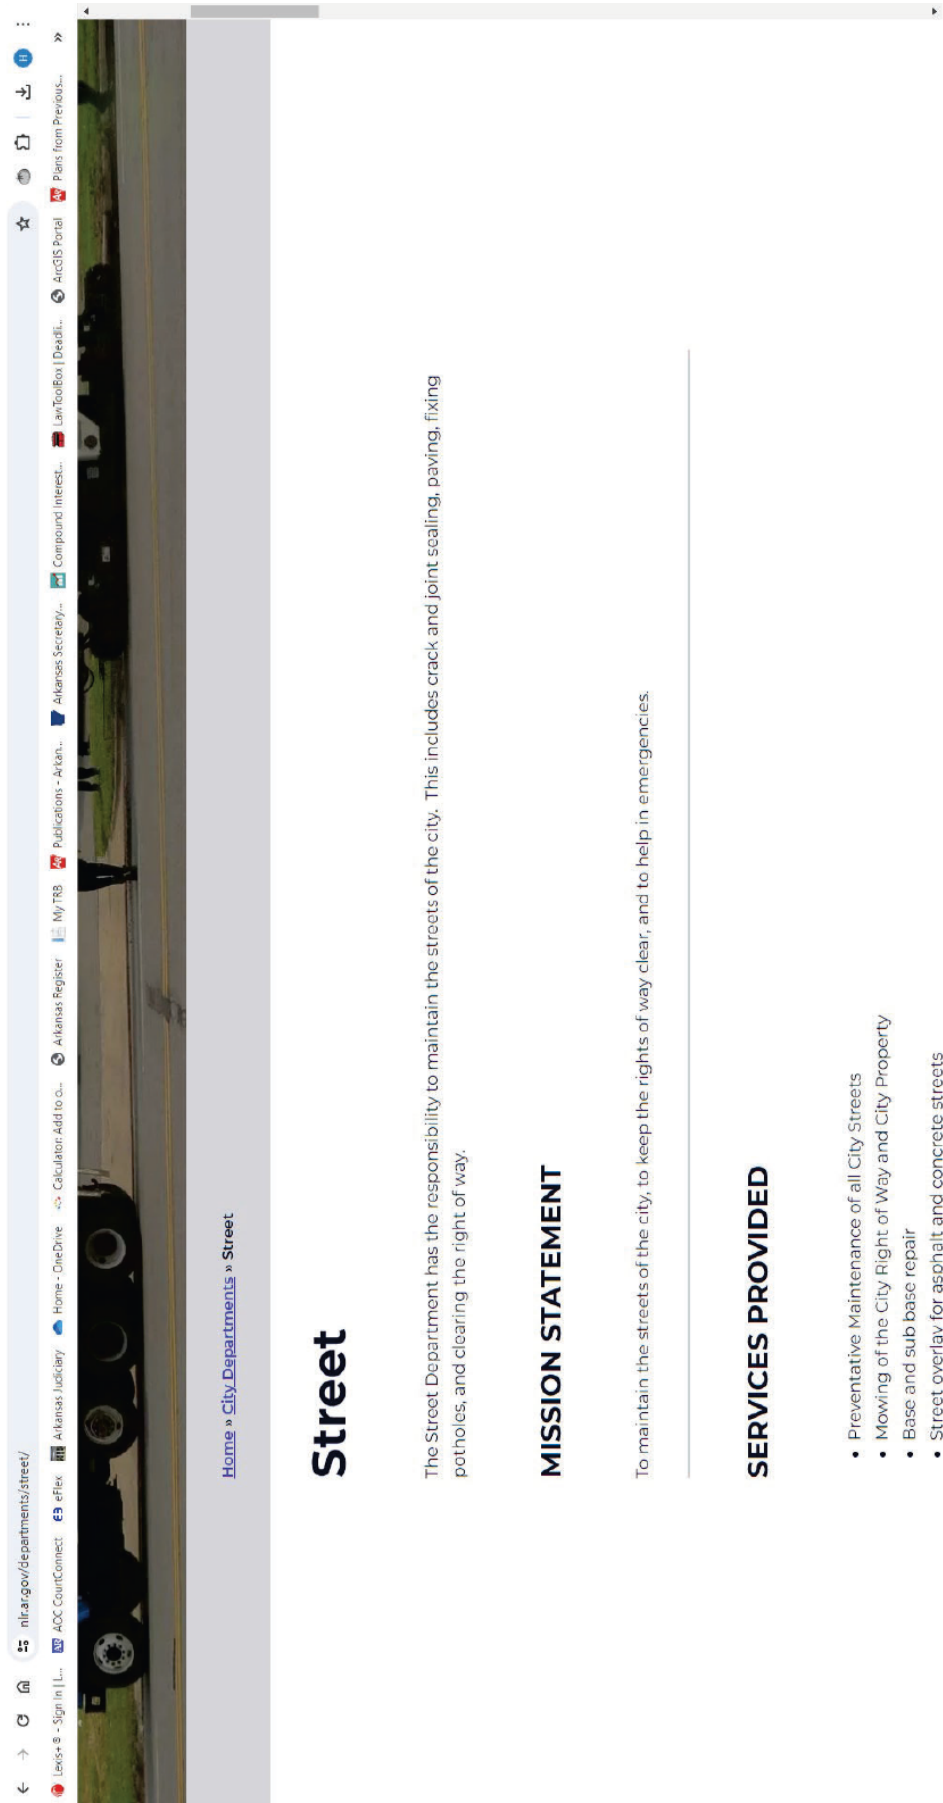 nlr.ar.gov/departments/street/
H
Lexis+ ® - Sign In | L... AOC CourtConnect eFlex Arkansas Judiciary Home - OneDrive Calculator: Add to o... Arkansas Register My TRB Publications - Arkan... Arkansas Secretary... Compound Interest... LawToolBox | Deadli... ArcGIS Portal Plans from Previous... »
Home » City Departments » Street
Street
The Street Department has the responsibility to maintain the streets of the city. This includes crack and joint sealing, paving, fixing
potholes, and clearing the right of way.
MISSION STATEMENT
To maintain the streets of the city, to keep the rights of way clear, and to help in emergencies.
SERVICES PROVIDED
• Preventative Maintenance of all City Streets
• Mowing of the City Right of Way and City Property
• Base and sub base repair
• Street overlay for asphalt and concrete streets